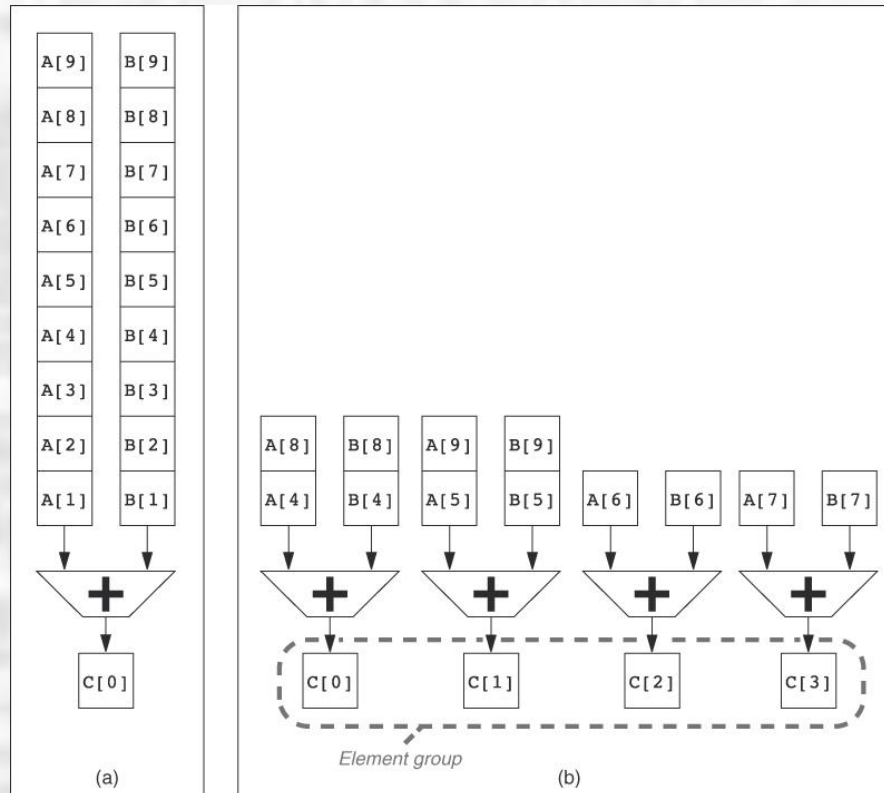 A[9] B[9]
A[8] B[8]
A[7] B[7]
A[6] B[6]
A[5] B[5]
A[4] B[4]
A[3] B[3]
A[2] B[2]
A[1] B[1]
+
C[0]
(a)
A[8] B[8] A[9] B[9]
A[4] B[4] A[5] B[5] A[6] B[6] A[7] B[7]
+ + + +
C[0] C[1] C[2] C[3]
Element group
(b)